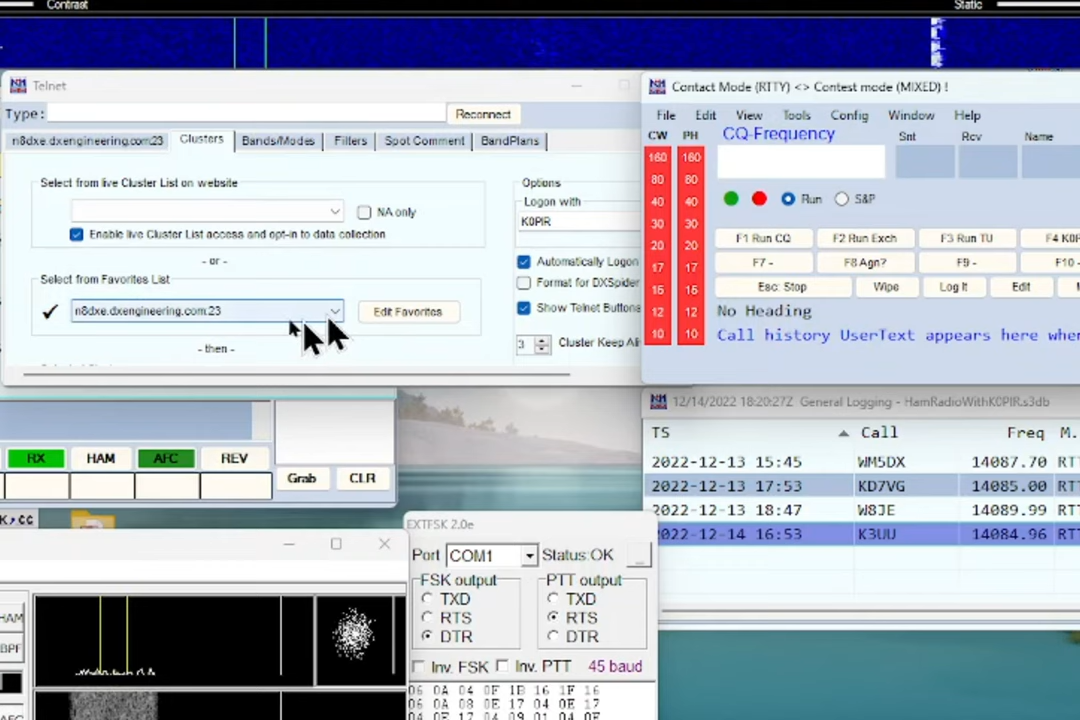 Contrast
Static
Telnet
Type:
Reconnect
n8dxe.dxengineering.com:23
Clusters
Bands/Modes
Filters
Spot Comment
BandPlans
Select from live Cluster List on website
NA only
Enable live Cluster List access and opt-in to data collection
- or -
Select from Favorites List
n8dxe.dxengineering.com:23
Edit Favorites
- then -
Options
Logon with
K0PIR
Automatically Logon
Format for DXSpider
Show Telnet Buttons
3
Cluster Keep Ali
Contact Mode (RTTY) <> Contest mode (MIXED) !
File Edit View Tools Config Window Help
CW PH CQ-Frequency Snt Rcv Name
160 160
80 80
40 40
30 30
20 20
17 17
15 15
12 12
10 10
Run S&P
F1 Run CQ F2 Run Exch F3 Run TU F4 K0P
F7 - F8 Agn? F9 - F10 -
Esc: Stop Wipe Log It Edit
No Heading
Call history UserText appears here when
12/14/2022 18:20:27Z General Logging - HamRadioWithK0PIR.s3db
TS Call Freq M.
2022-12-13 15:45 WM5DX 14087.70 RT
2022-12-13 17:53 KD7VG 14085.00 RT
2022-12-13 18:47 W8JE 14089.99 RT
2022-12-14 16:53 K3UU 14084.96 RT
RX HAM AFC REV
Grab CLR
HAM
BPF
EXTFSK 2.0e
Port COM1 Status:OK _
FSK output PTT output
TXD TXD
RTS RTS
DTR DTR
Inv. FSK Inv. PTT 45 baud
06 0A 04 0F 1B 16 1F 16
06 0A 08 0E 17 04 0E 17